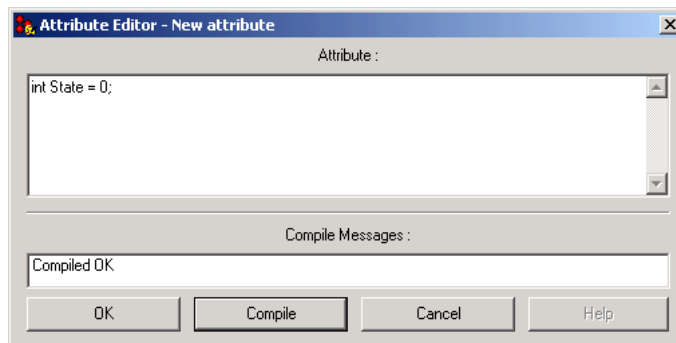 Attribute Editor - New attribute
Attribute :
int State = 0;
Compile Messages :
Compiled OK
OK
Compile
Cancel
Help